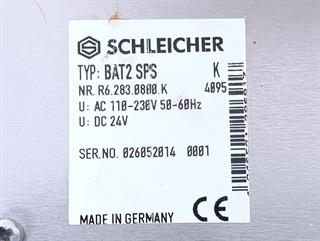 SCHLEICHER
TYP: BAT2 SPS K
NR. R6.283.0800.K 4095
U: AC 110-230V 50-60Hz
U: DC 24V
SER.NO. 026052014 0001
MADE IN GERMANY CE